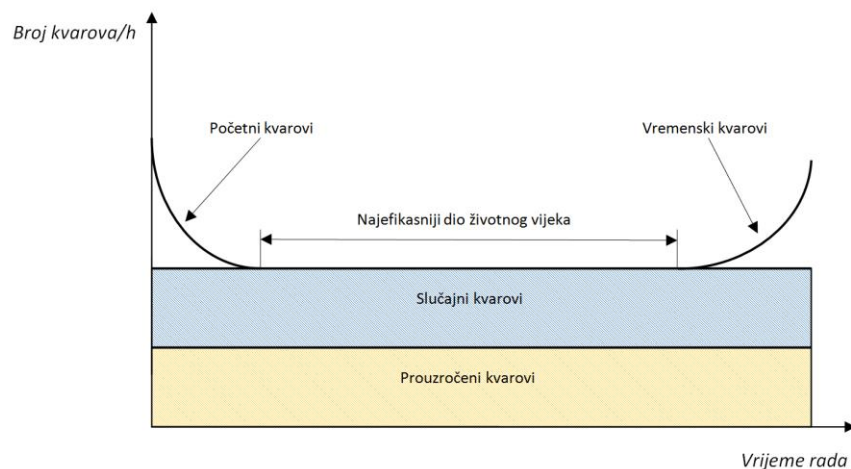 Broj kvarova/h
Početni kvarovi
Vremenski kvarovi
Najefikasniji dio životnog vijeka
Slučajni kvarovi
Prouzročeni kvarovi
Vrijeme rada